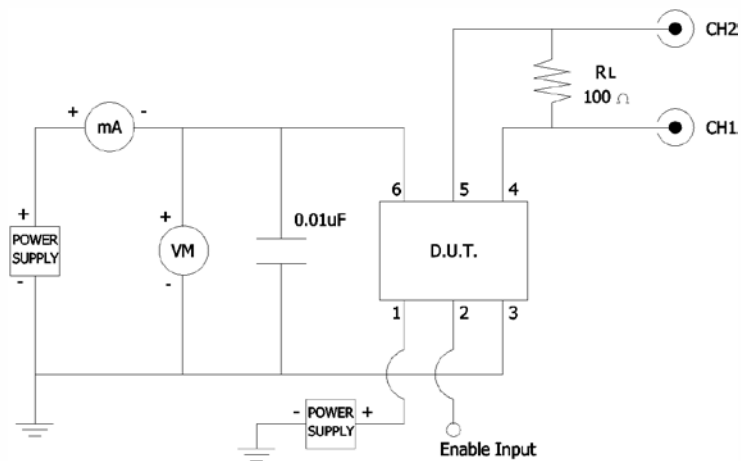 CH2
RL
100 Ω
CH1
+ mA -
6 5 4
+
POWER
SUPPLY
-
+
VM
-
0.01uF
D.U.T.
1 2 3
- POWER
SUPPLY +
Enable Input